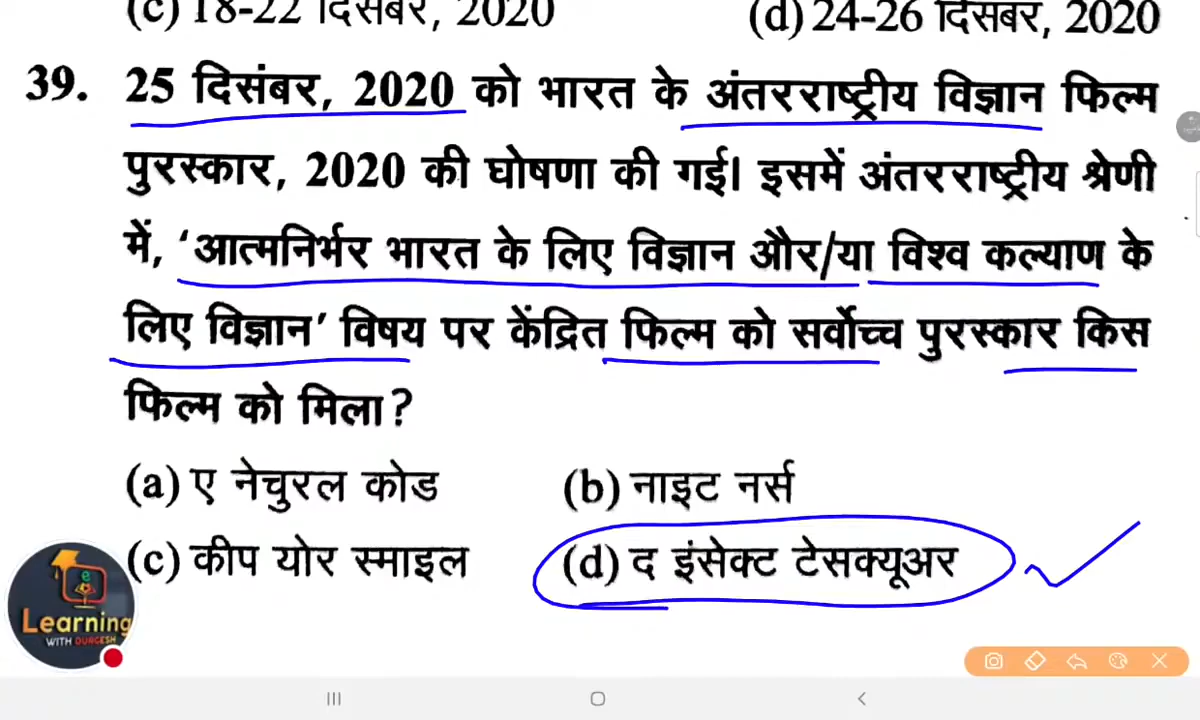 (c) 18-22 दिसंबर, 2020 (d) 24-26 दिसंबर, 2020
39. 25 दिसंबर, 2020 को भारत के अंतरराष्ट्रीय विज्ञान फिल्म
पुरस्कार, 2020 की घोषणा की गई। इसमें अंतरराष्ट्रीय श्रेणी
में, ‘आत्मनिर्भर भारत के लिए विज्ञान और/या विश्व कल्याण के
लिए विज्ञान’ विषय पर केंद्रित फिल्म को सर्वोच्च पुरस्कार किस
फिल्म को मिला?
(a) ए नेचुरल कोड (b) नाइट नर्स
(c) कीप योर स्माइल (d) द इंसेक्ट टेसक्यूअर
e
Learning
WITH DURGESH